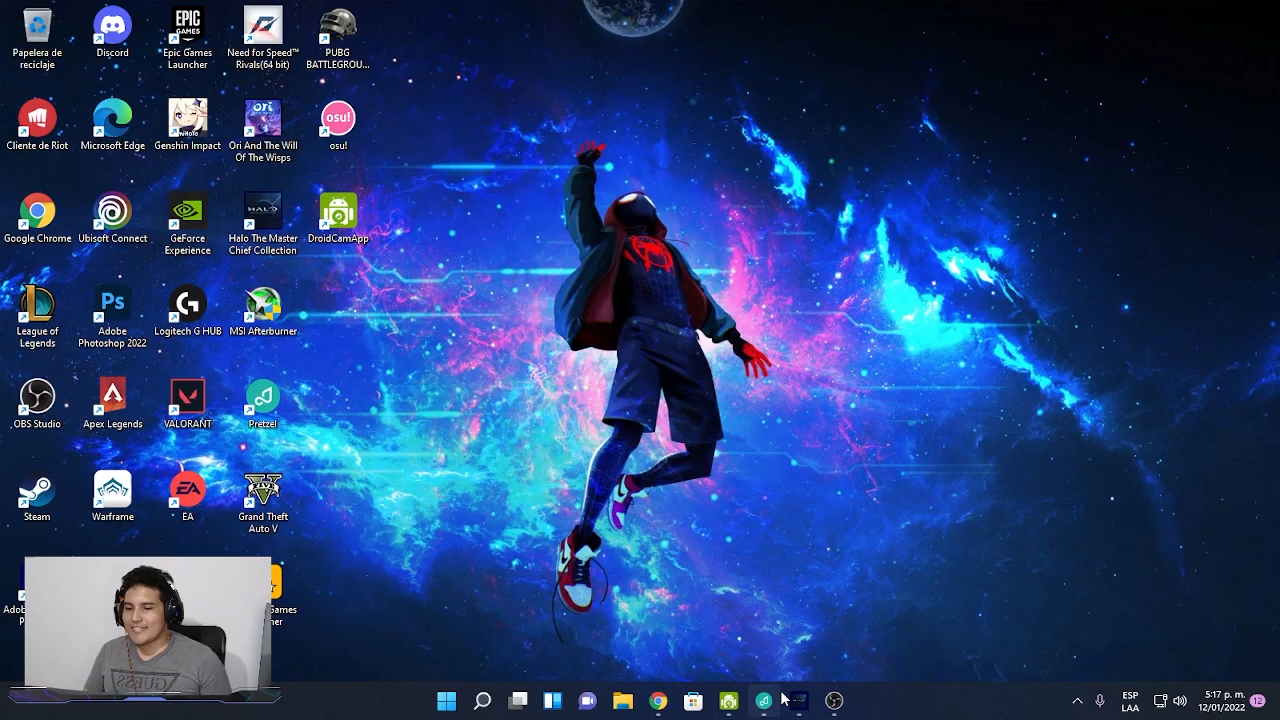 Papelera de
reciclaje
Discord
EPIC
GAMES
Epic Games
Launcher
Need for Speed™
Rivals(64 bit)
PUBG
BATTLEGROU...
Cliente de Riot
Microsoft Edge
Genshin Impact
ori
Ori And The Will
Of The Wisps
osu!
osu!
Google Chrome
Ubisoft Connect
GeForce
Experience
HALO
Halo The Master
Chief Collection
DroidCamApp
League of
Legends
Ps
Adobe
Photoshop 2022
Logitech G HUB
MSI Afterburner
OBS Studio
Apex Legends
VALORANT
Pretzel
Steam
Warframe
EA
EA
FIVE
Grand Theft
Auto V
Adob
P
Games
her
GUESS
ESP
LAA
12/01/2022
12